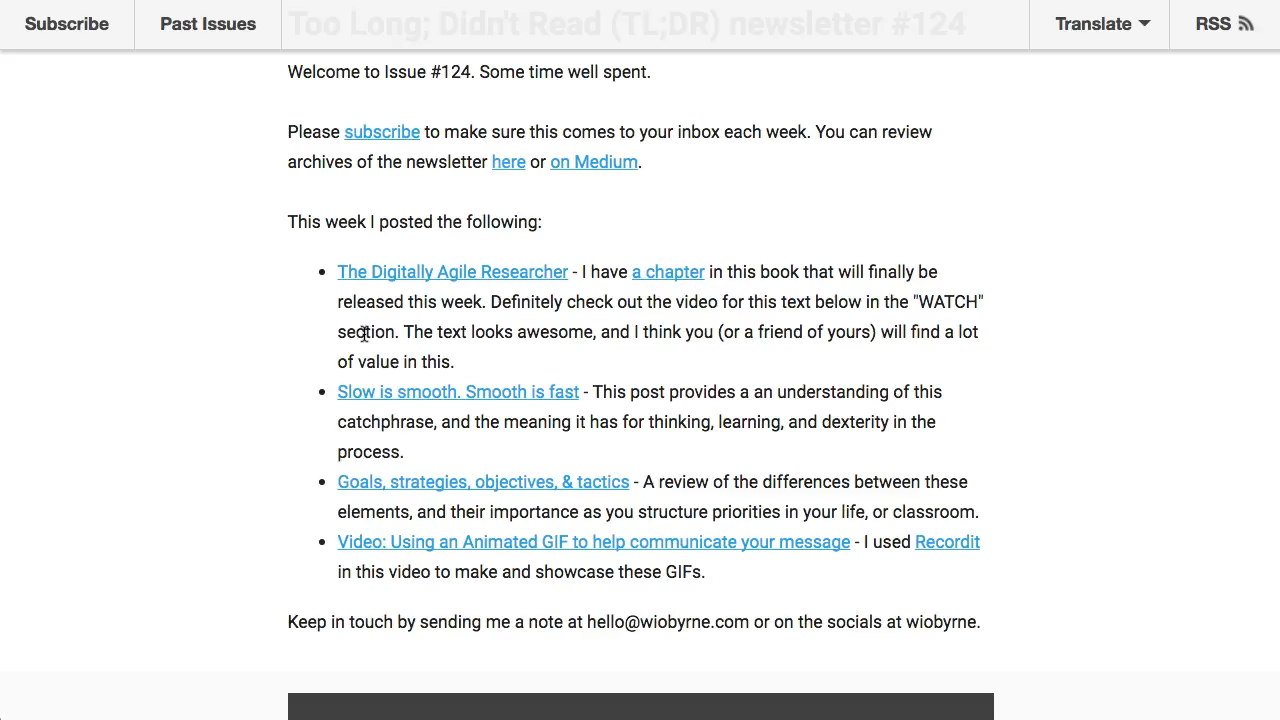 Subscribe
Past Issues
Too Long; Didn't Read (TL;DR) newsletter #124
Translate
RSS
Welcome to Issue #124. Some time well spent.
Please subscribe to make sure this comes to your inbox each week. You can review
archives of the newsletter here or on Medium.
This week I posted the following:
The Digitally Agile Researcher - I have a chapter in this book that will finally be
released this week. Definitely check out the video for this text below in the "WATCH"
section. The text looks awesome, and I think you (or a friend of yours) will find a lot
of value in this.
Slow is smooth. Smooth is fast - This post provides a an understanding of this
catchphrase, and the meaning it has for thinking, learning, and dexterity in the
process.
Goals, strategies, objectives, & tactics - A review of the differences between these
elements, and their importance as you structure priorities in your life, or classroom.
Video: Using an Animated GIF to help communicate your message - I used Recordit
in this video to make and showcase these GIFs.
Keep in touch by sending me a note at hello@wiobyrne.com or on the socials at wiobyrne.